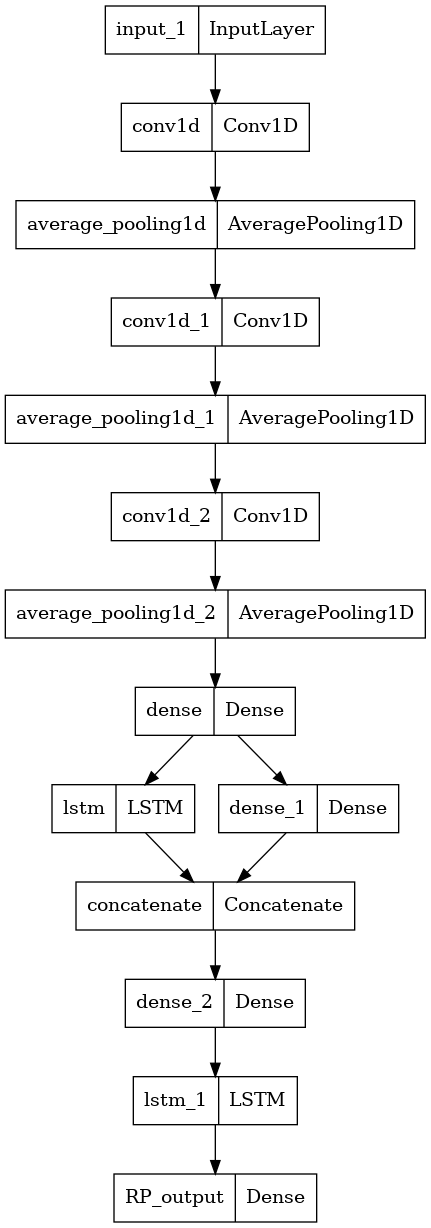 input_1 InputLayer
conv1d Conv1D
average_pooling1d AveragePooling1D
conv1d_1 Conv1D
average_pooling1d_1 AveragePooling1D
conv1d_2 Conv1D
average_pooling1d_2 AveragePooling1D
dense Dense
lstm LSTM dense_1 Dense
concatenate Concatenate
dense_2 Dense
lstm_1 LSTM
RP_output Dense